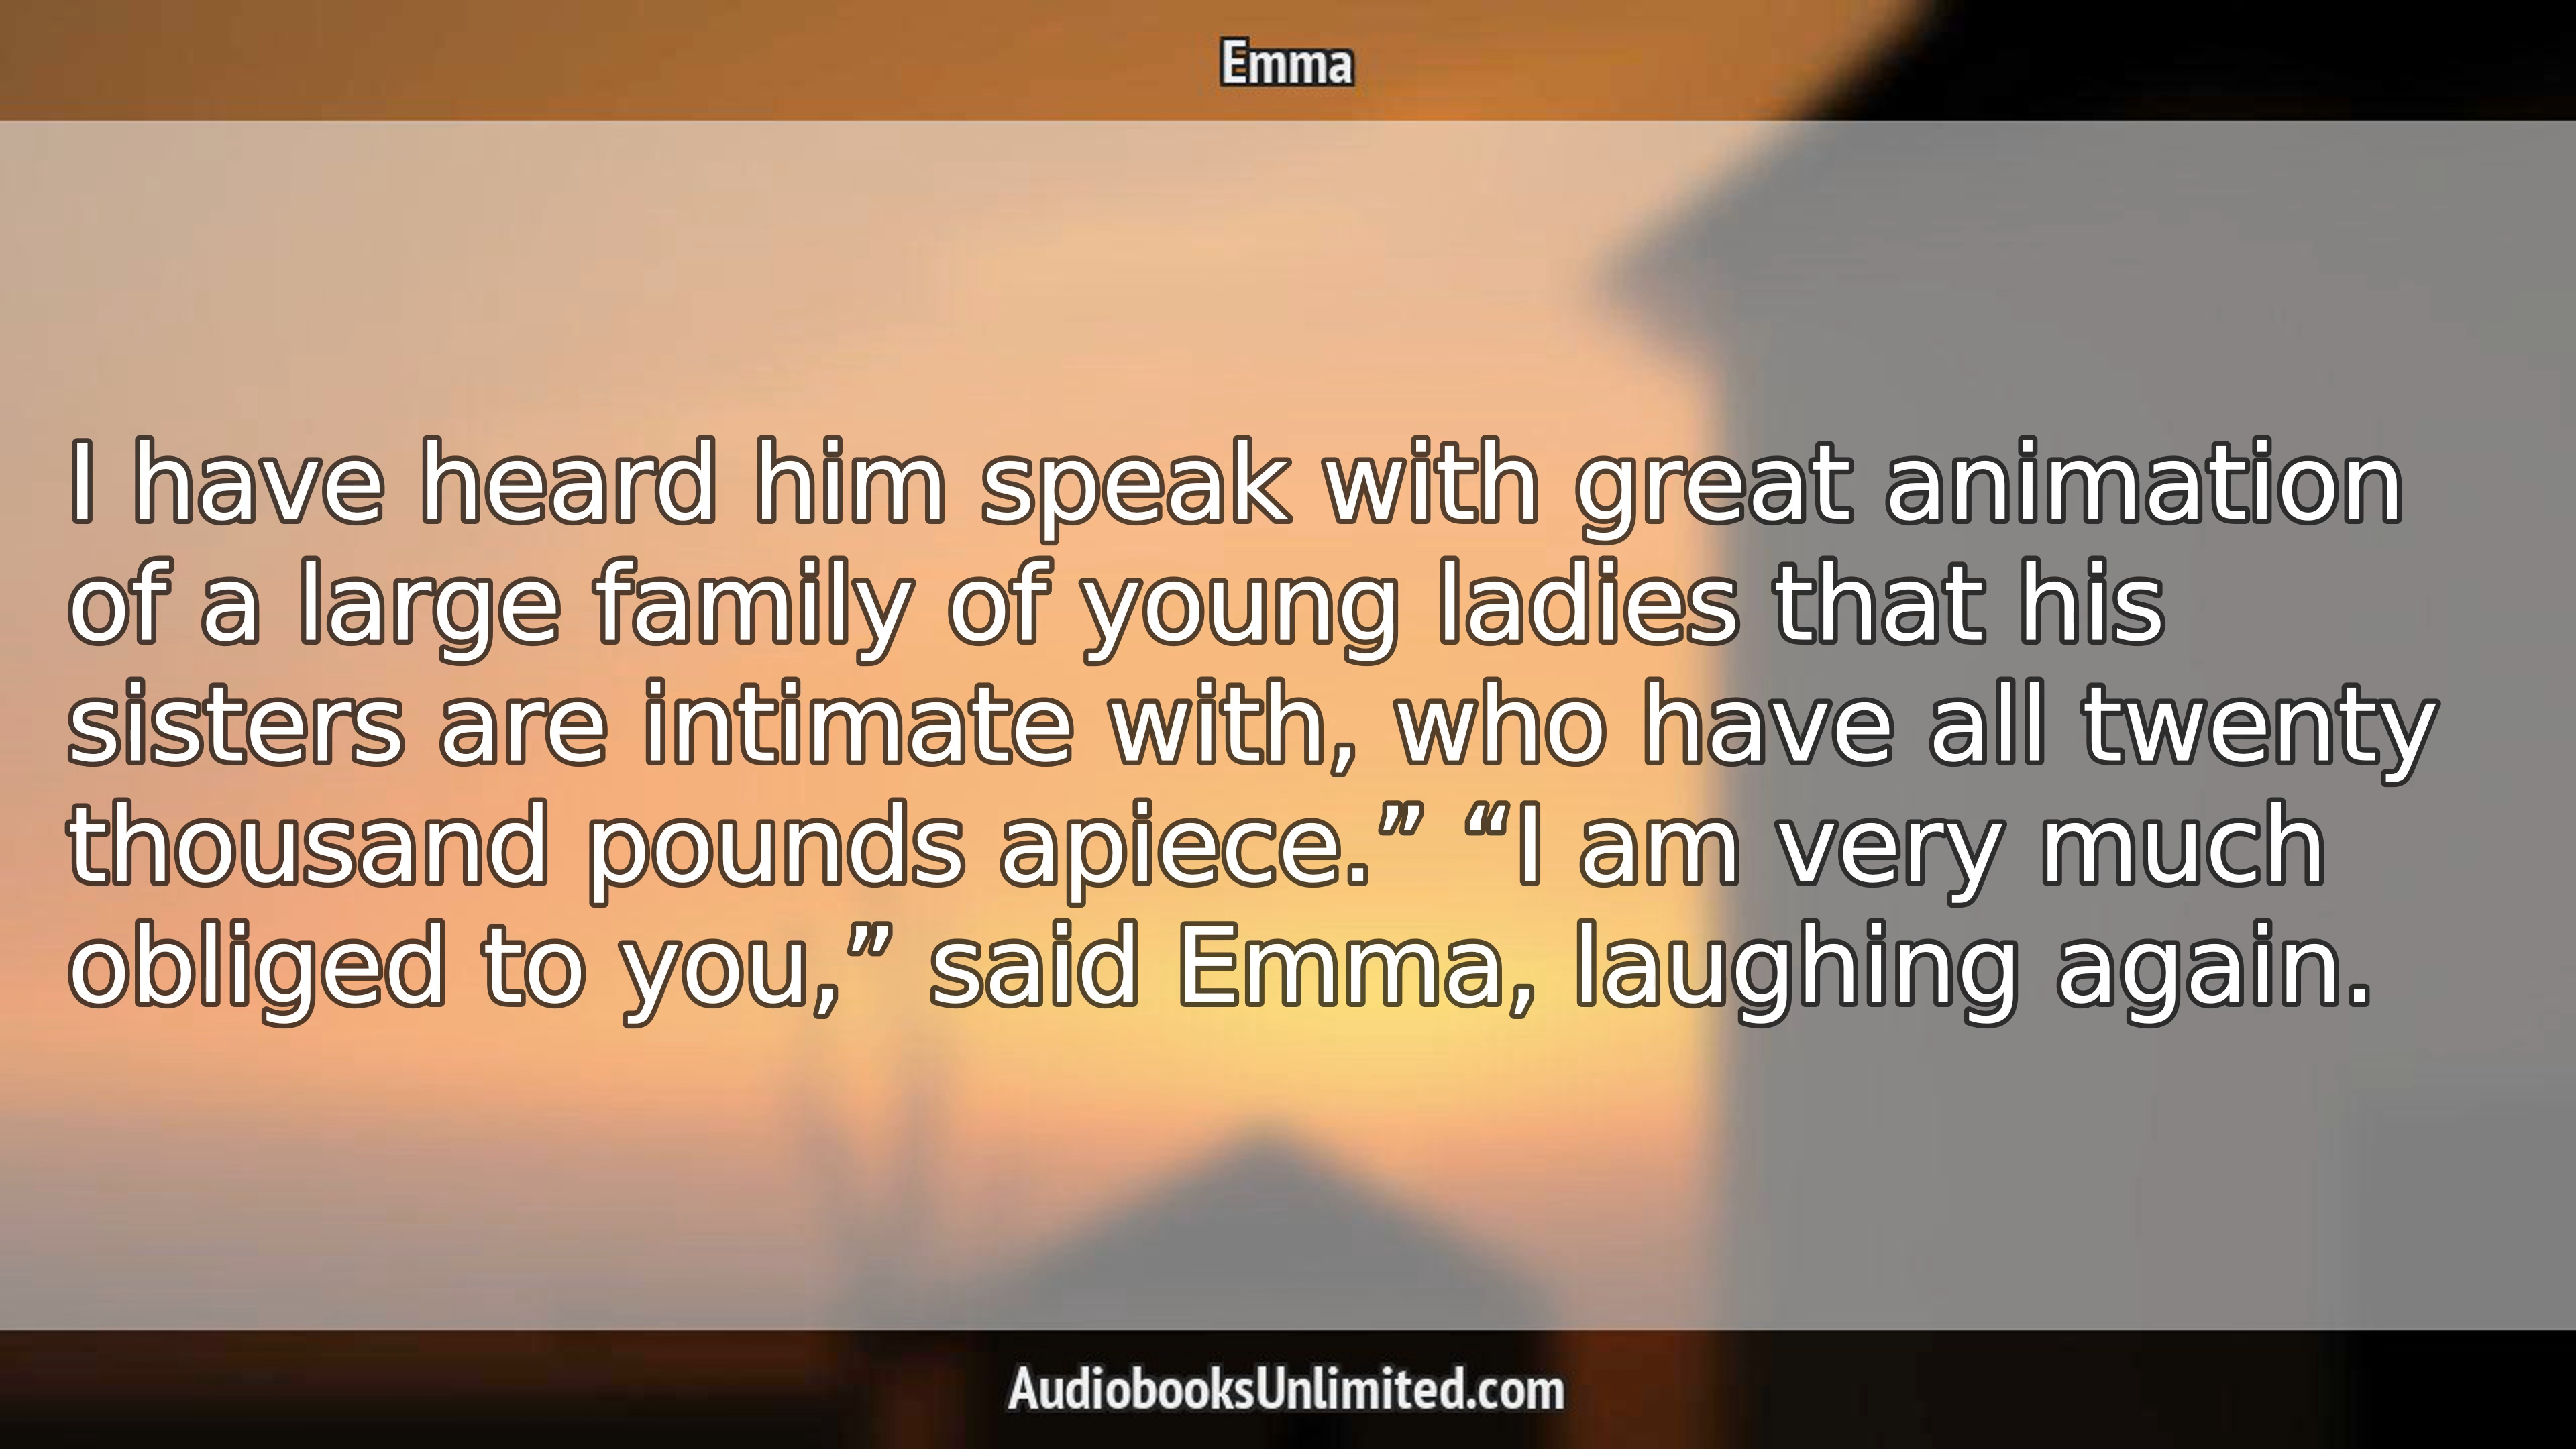 Emma
I have heard him speak with great animation
of a large family of young ladies that his
sisters are intimate with, who have all twenty
thousand pounds apiece.” “I am very much
obliged to you,” said Emma, laughing again.
AudiobooksUnlimited.com